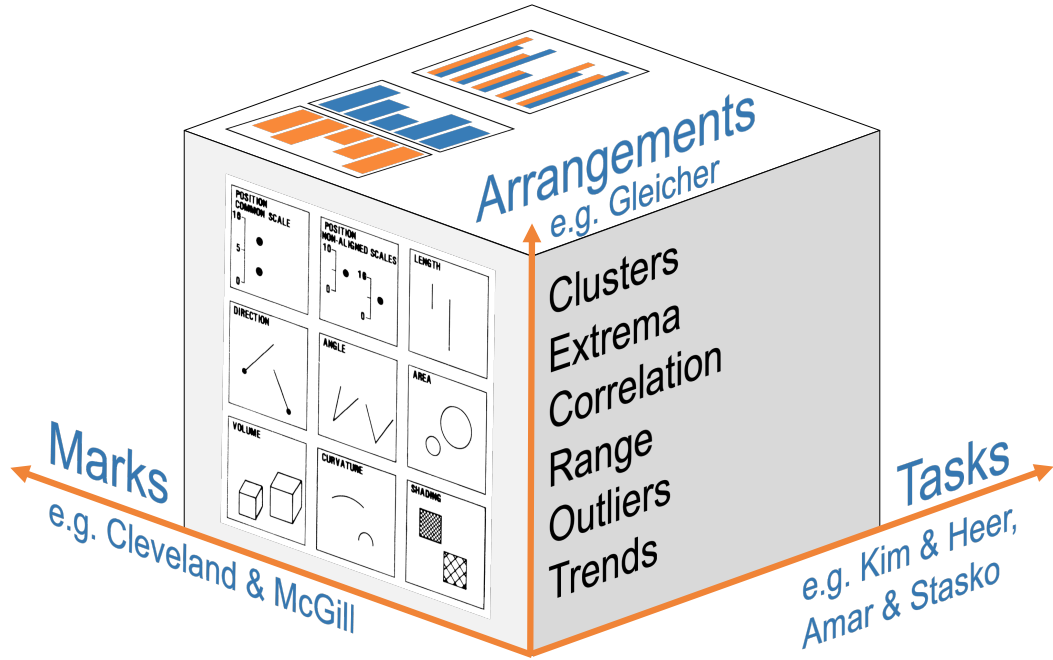 Arrangements
e.g. Gleicher
POSITION
COMMON SCALE
10
5
0
POSITION
NON-ALIGNED SCALES
10
0
10
0
LENGTH
DIRECTION
ANGLE
AREA
VOLUME
CURVATURE
SHADING
Clusters
Extrema
Correlation
Range
Outliers
Trends
Marks
e.g. Cleveland & McGill
Tasks
e.g. Kim & Heer,
Amar & Stasko